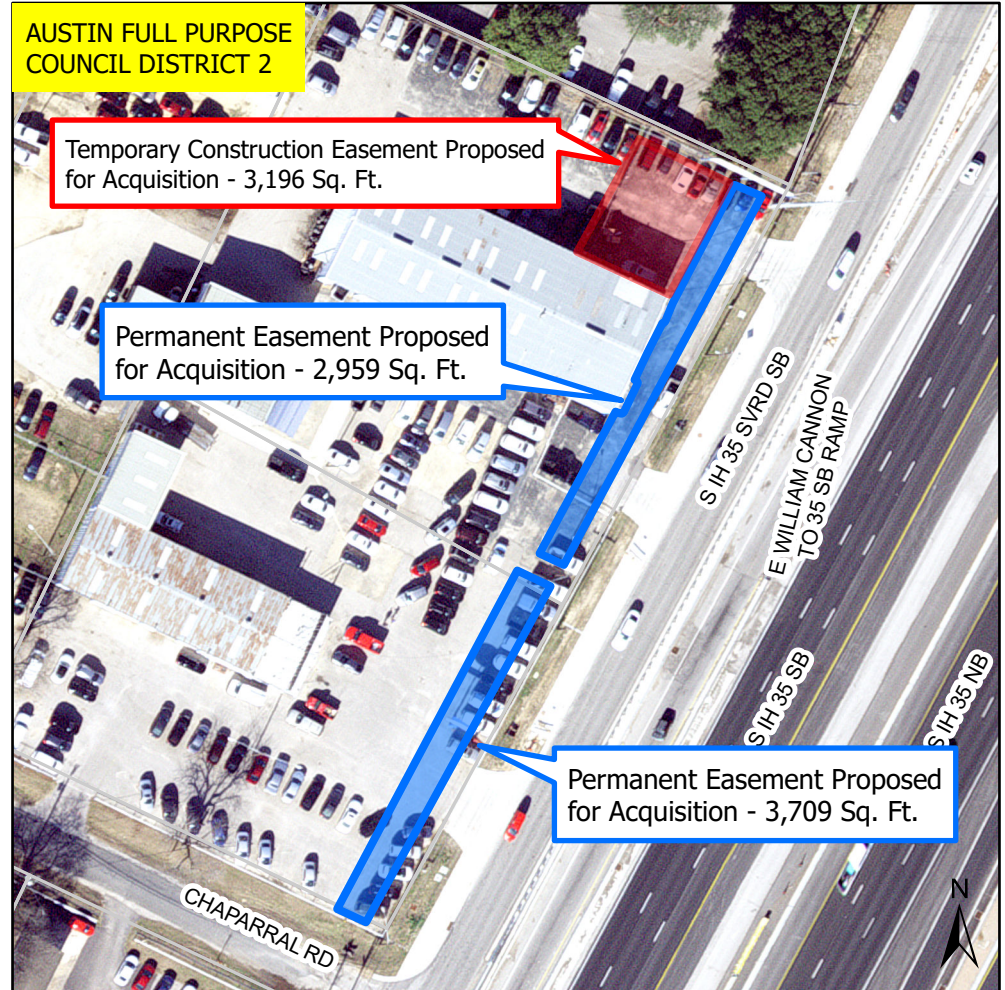 AUSTIN FULL PURPOSE
COUNCIL DISTRICT 2
Temporary Construction Easement Proposed
for Acquisition - 3,196 Sq. Ft.
Permanent Easement Proposed
for Acquisition - 2,959 Sq. Ft.
S IH 35 SVRD SB
E WILLIAM CANNON
TO 35 SB RAMP
S IH 35 SB
S IH 35 NB
Permanent Easement Proposed
for Acquisition - 3,709 Sq. Ft.
CHAPARRAL RD
N